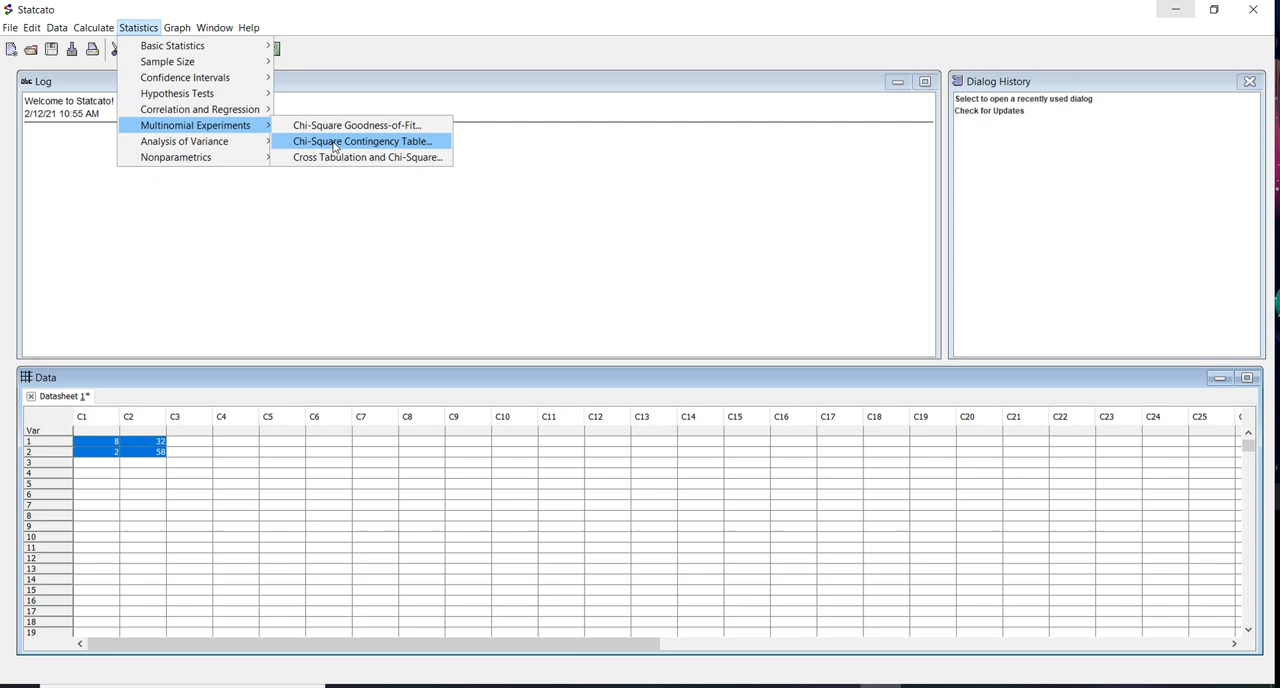 Statcato
File Edit Data Calculate Statistics Graph Window Help
Basic Statistics
Sample Size
Confidence Intervals
Hypothesis Tests
Correlation and Regression
Multinomial Experiments
Analysis of Variance
Nonparametrics
Chi-Square Goodness-of-Fit...
Chi-Square Contingency Table...
Cross Tabulation and Chi-Square...
abc Log
Welcome to Statcato!
2/12/21 10:55 AM
Dialog History
Select to open a recently used dialog
Check for Updates
Data
Datasheet 1*
C1 C2 C3 C4 C5 C6 C7 C8 C9 C10 C11 C12 C13 C14 C15 C16 C17 C18 C19 C20 C21 C22 C23 C24 C25
Var
1 8 32
2 2 58
3
4
5
6
7
8
9
10
11
12
13
14
15
16
17
18
19